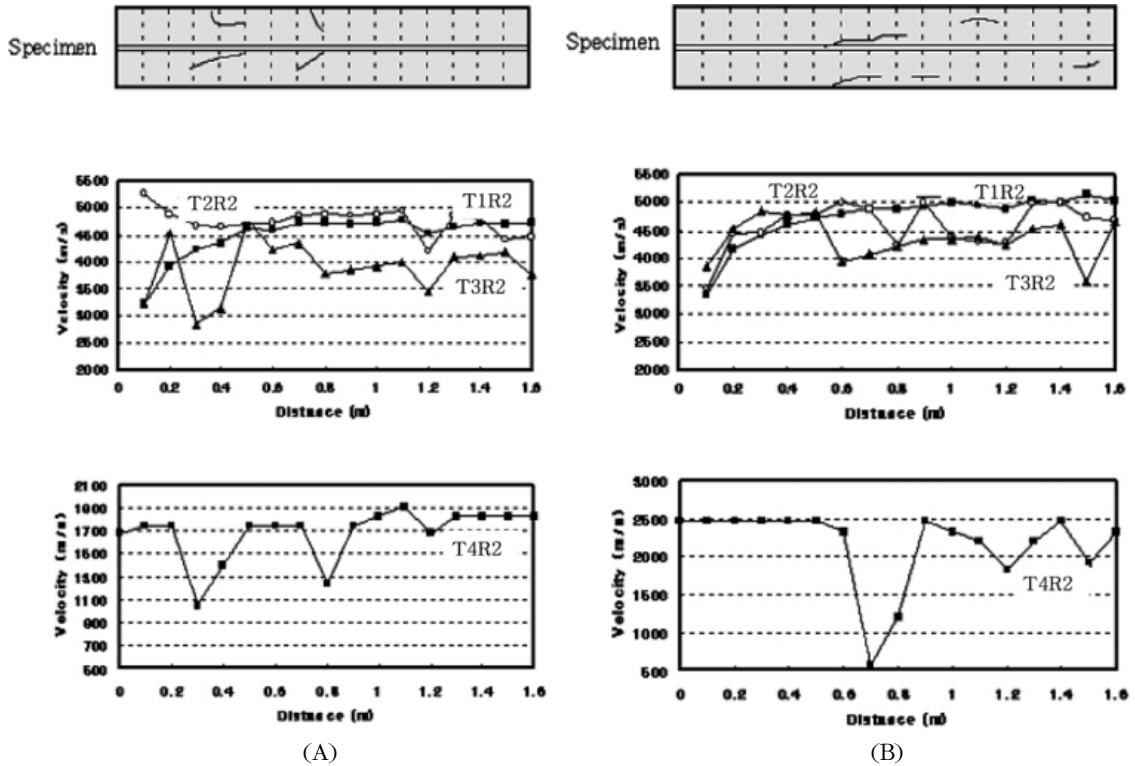 Specimen
5500
5000
4500
4000
3500
3000
2500
2000
Velocity (m/s)
T2R2
T1R2
T3R2
0 0.2 0.4 0.6 0.8 1 1.2 1.4 1.6
Distance (m)
2100
1900
1700
1500
1300
1100
900
700
500
Velocity (m/s)
T4R2
0 0.2 0.4 0.6 0.8 1 1.2 1.4 1.6
Distance (m)
(A)
Specimen
5500
5000
4500
4000
3500
3000
2500
2000
Velocity (m/s)
T2R2
T1R2
T3R2
0 0.2 0.4 0.6 0.8 1 1.2 1.4 1.6
Distance (m)
3000
2500
2000
1500
1000
500
Velocity (m/s)
T4R2
0 0.2 0.4 0.6 0.8 1 1.2 1.4 1.6
Distance (m)
(B)